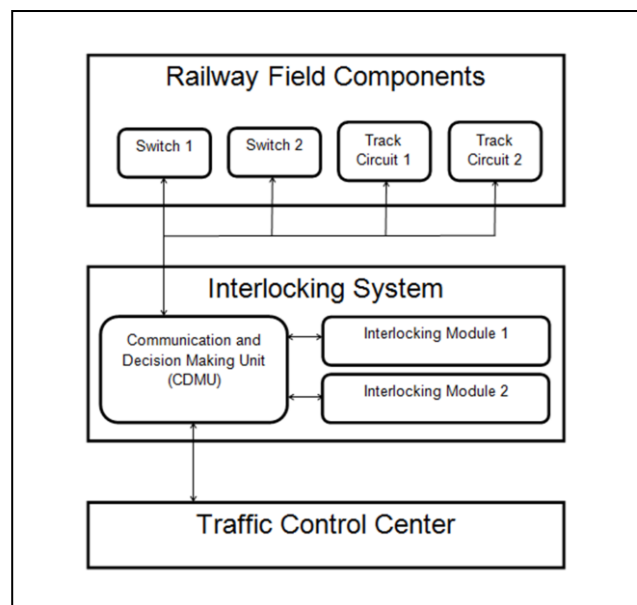 Railway Field Components
Switch 1
Switch 2
Track
Circuit 1
Track
Circuit 2
Interlocking System
Communication and
Decision Making Unit
(CDMU)
Interlocking Module 1
Interlocking Module 2
Traffic Control Center